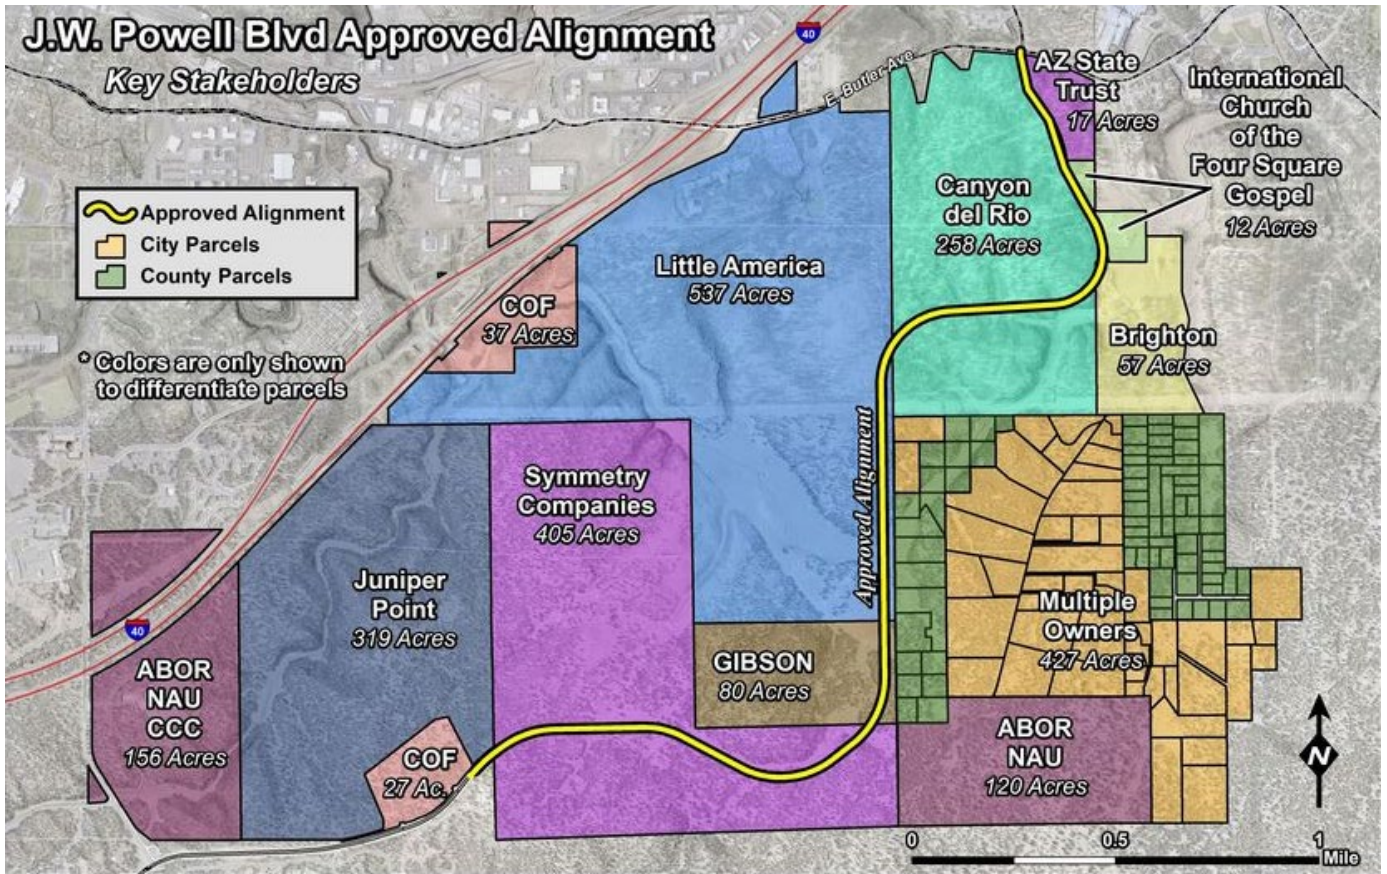 J.W. Powell Blvd Approved Alignment
Key Stakeholders
40
E. Butler Ave.
AZ State
Trust
17 Acres
International
Church
of the
Four Square
Gospel
12 Acres
Approved Alignment
City Parcels
County Parcels
* Colors are only shown
to differentiate parcels
Canyon
del Rio
258 Acres
Little America
537 Acres
COF
37 Acres
Brighton
57 Acres
Approved Alignment
Symmetry
Companies
405 Acres
Juniper
Point
319 Acres
Multiple
Owners
427 Acres
40
ABOR
NAU
CCC
156 Acres
GIBSON
80 Acres
COF
27 Ac.
ABOR
NAU
120 Acres
N
0 0.5 1
Mile